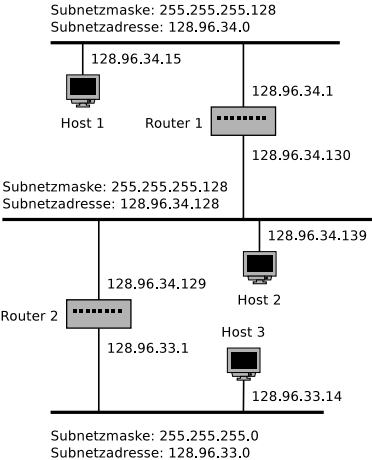 Subnetzmaske: 255.255.255.128
Subnetzadresse: 128.96.34.0
128.96.34.15
128.96.34.1
Host 1
Router 1
128.96.34.130
Subnetzmaske: 255.255.255.128
Subnetzadresse: 128.96.34.128
128.96.34.139
128.96.34.129
Host 2
Router 2
Host 3
128.96.33.1
128.96.33.14
Subnetzmaske: 255.255.255.0
Subnetzadresse: 128.96.33.0